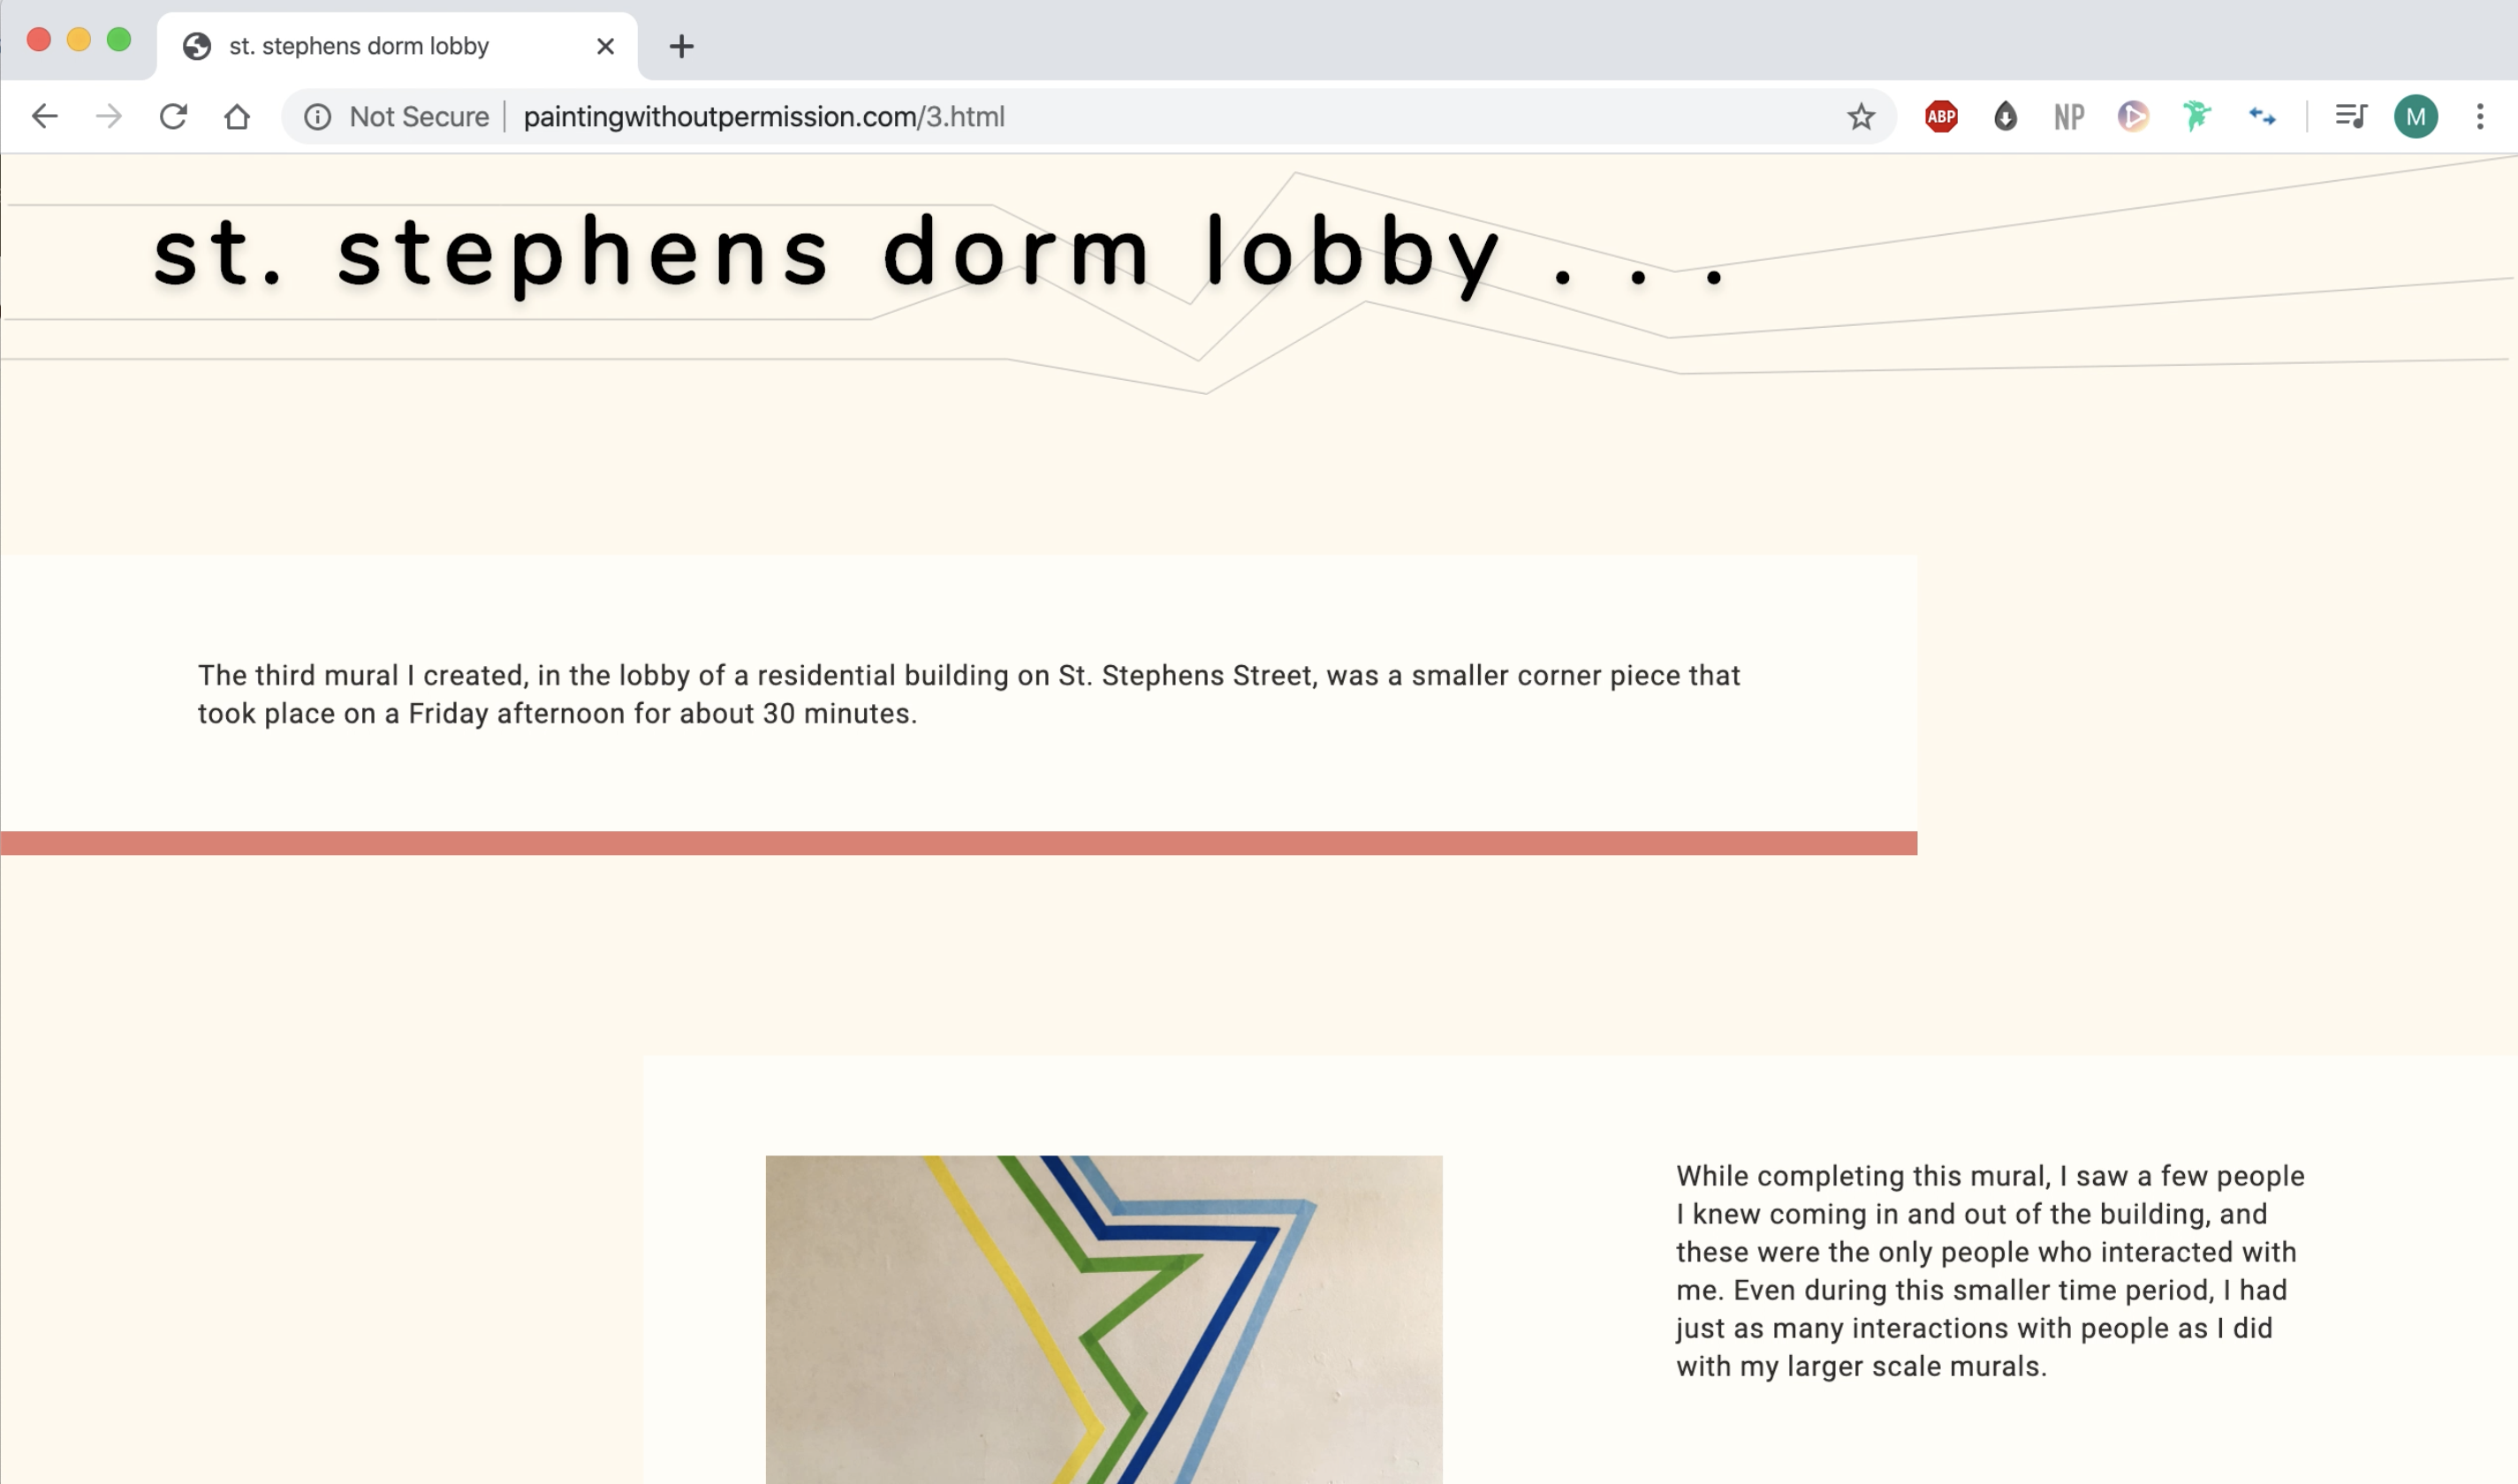 st. stephens dorm lobby
Not Secure
paintingwithoutpermission.com/3.html
ABP
NP
M
st. stephens dorm lobby . . .
The third mural I created, in the lobby of a residential building on St. Stephens Street, was a smaller corner piece that
took place on a Friday afternoon for about 30 minutes.
While completing this mural, I saw a few people
I knew coming in and out of the building, and
these were the only people who interacted with
me. Even during this smaller time period, I had
just as many interactions with people as I did
with my larger scale murals.